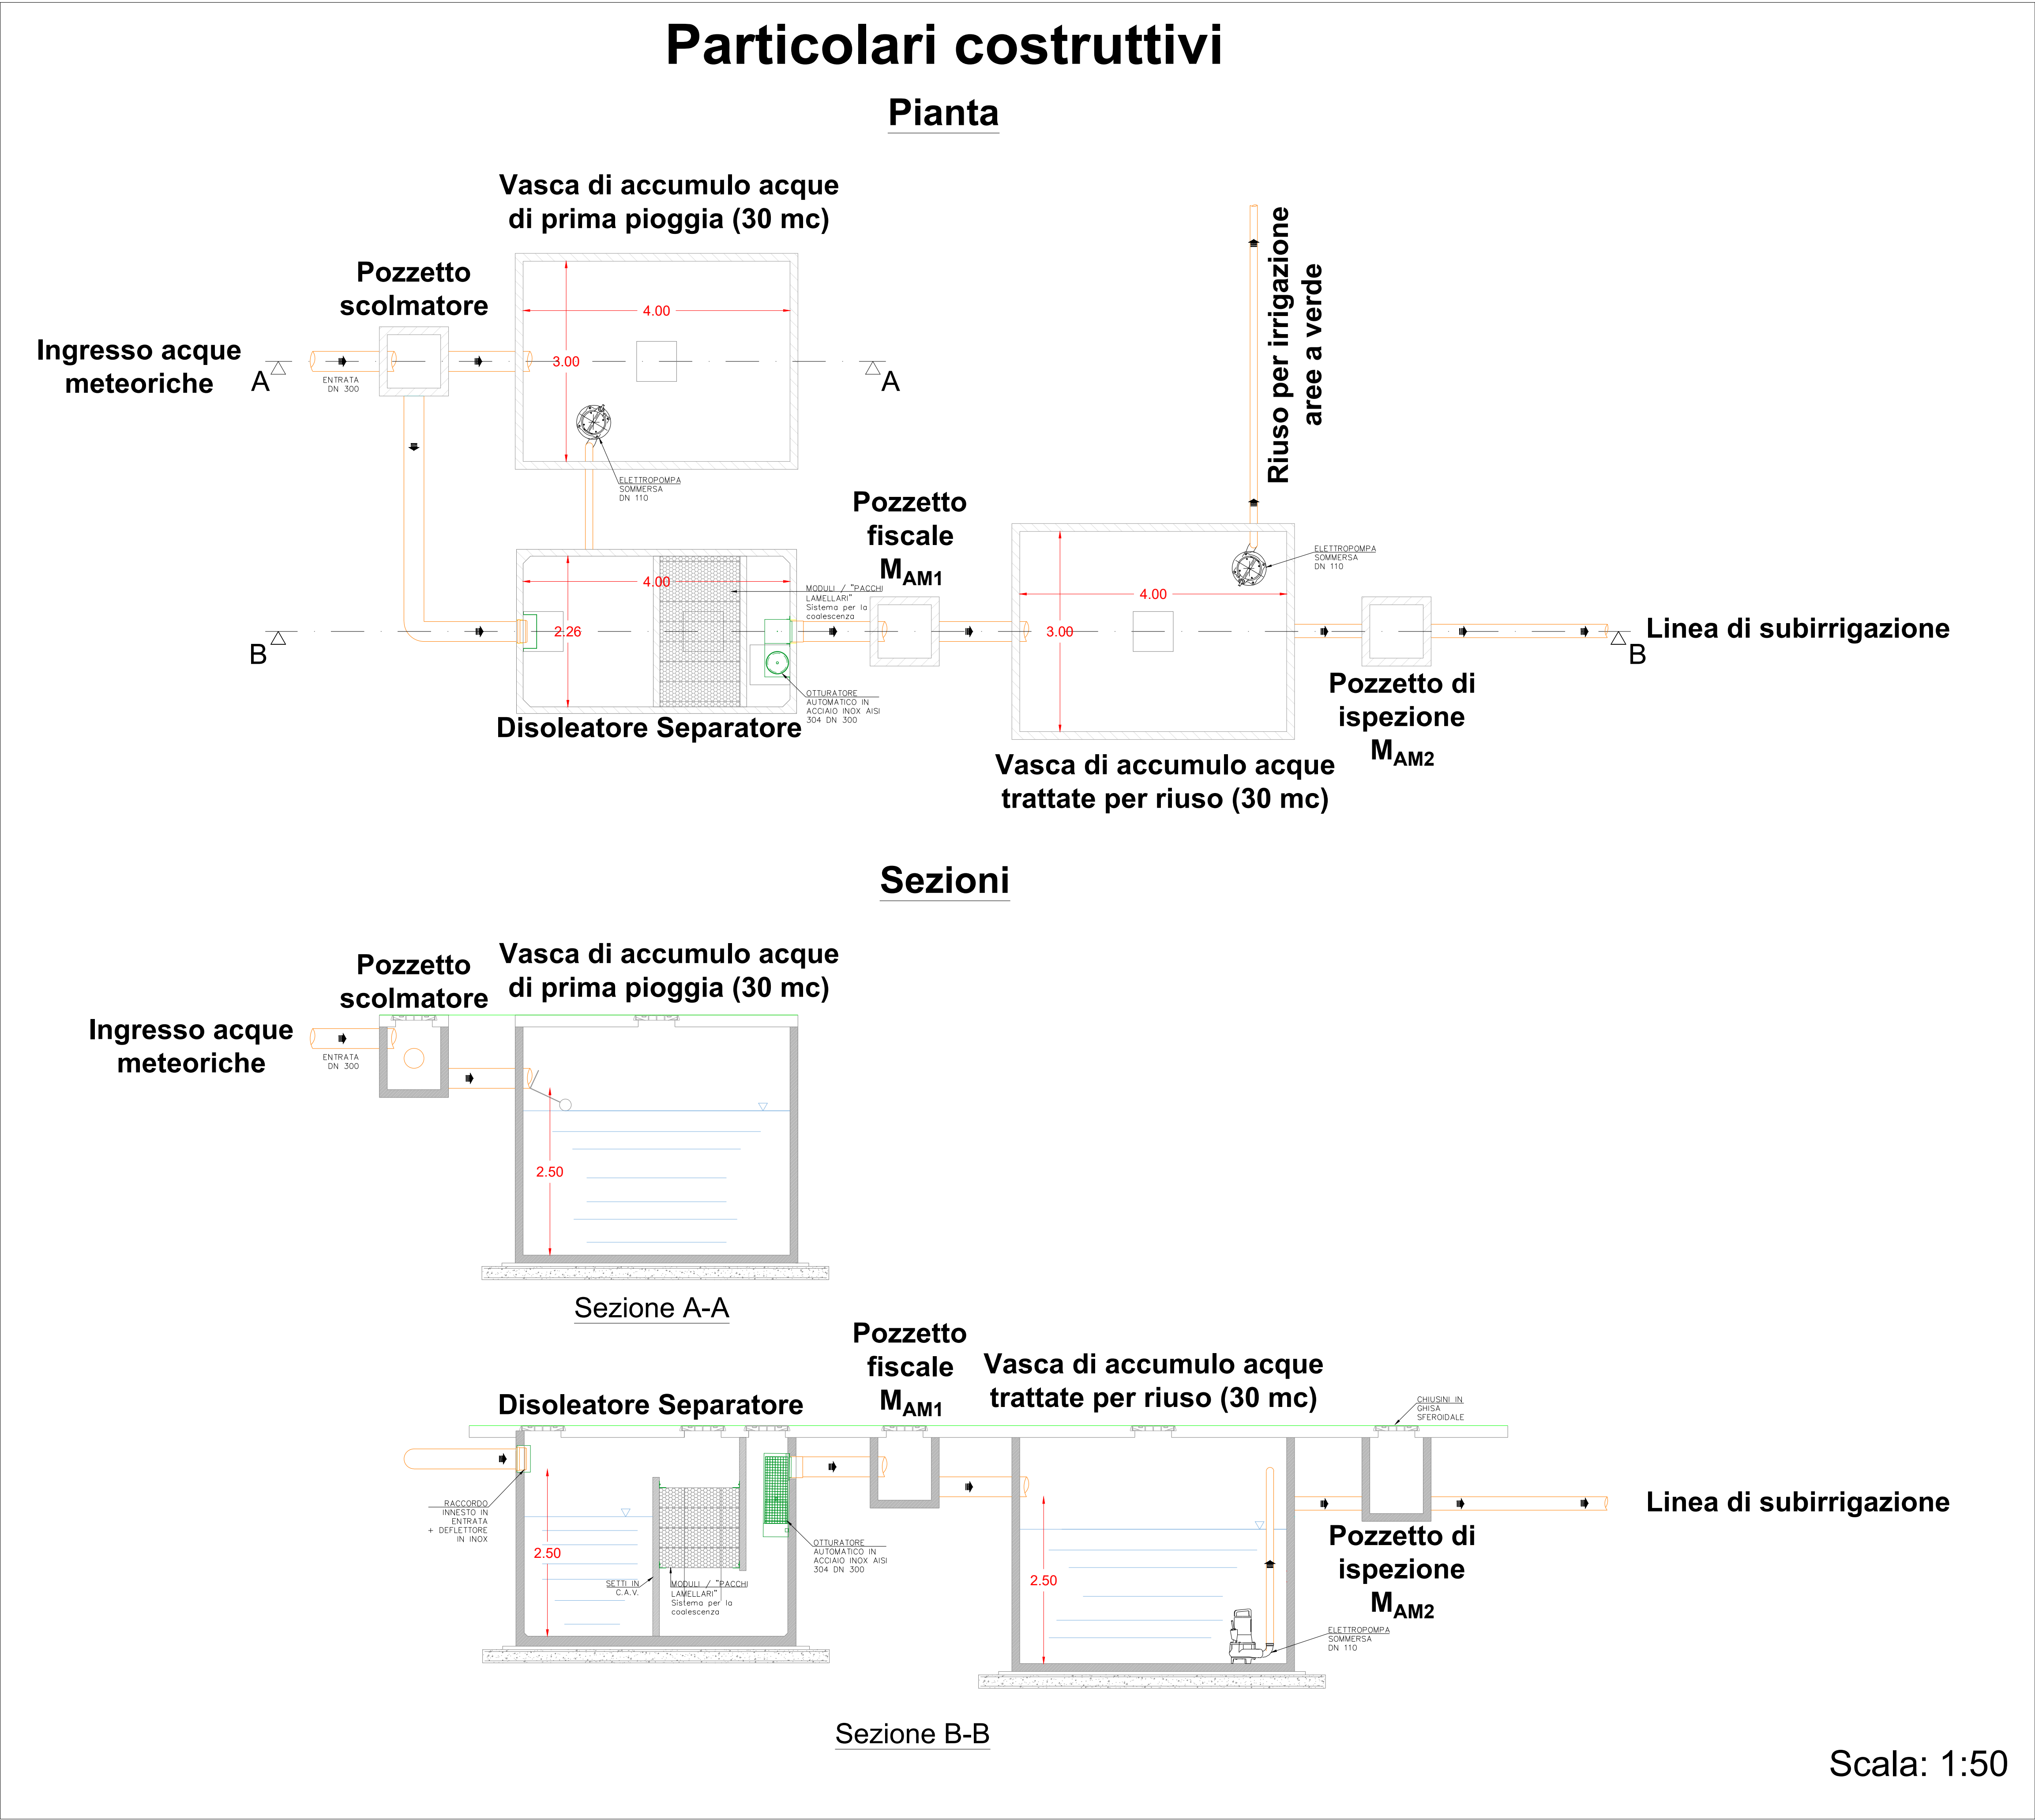 Particolari costruttivi
Pianta
Vasca di accumulo acque
di prima pioggia (30 mc)
Pozzetto
scolmatore
Ingresso acque
meteoriche
A
ENTRATA
DN 300
4.00
3.00
A
ELETTROPOMPA
SOMMERSA
DN 110
Riuso per irrigazione
aree a verde
Pozzetto
fiscale
MAM1
4.00
2.26
MODULI / "PACCHI
LAMELLARI"
Sistema per la
coalescenza
OTTURATORE
AUTOMATICO IN
ACCIAIO INOX AISI
304 DN 300
B
Disoleatore Separatore
ELETTROPOMPA
SOMMERSA
DN 110
4.00
3.00
B
Linea di subirrigazione
Pozzetto di
ispezione
MAM2
Vasca di accumulo acque
trattate per riuso (30 mc)
Sezioni
Vasca di accumulo acque
di prima pioggia (30 mc)
Pozzetto
scolmatore
Ingresso acque
meteoriche
ENTRATA
DN 300
2.50
Sezione A-A
Pozzetto
fiscale
MAM1
Vasca di accumulo acque
trattate per riuso (30 mc)
Disoleatore Separatore
CHIUSINI IN
GHISA
SFEROIDALE
RACCORDO
INNESTO IN
ENTRATA
+ DEFLETTORE
IN INOX
2.50
SETTI IN
C.A.V.
MODULI / "PACCHI
LAMELLARI"
Sistema per la
coalescenza
OTTURATORE
AUTOMATICO IN
ACCIAIO INOX AISI
304 DN 300
2.50
Linea di subirrigazione
Pozzetto di
ispezione
MAM2
ELETTROPOMPA
SOMMERSA
DN 110
Sezione B-B
Scala: 1:50